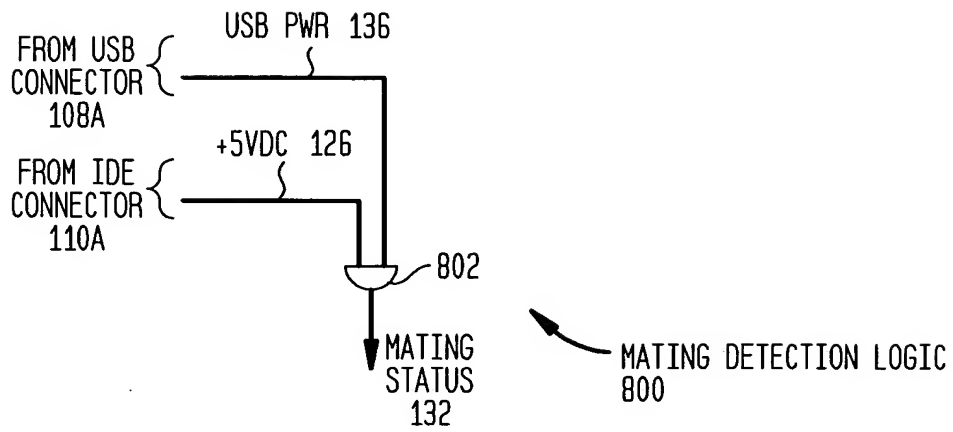 USB PWR 136
FROM USB
CONNECTOR
108A
+5VDC 126
FROM IDE
CONNECTOR
110A
802
MATING
STATUS
132
MATING DETECTION LOGIC
800